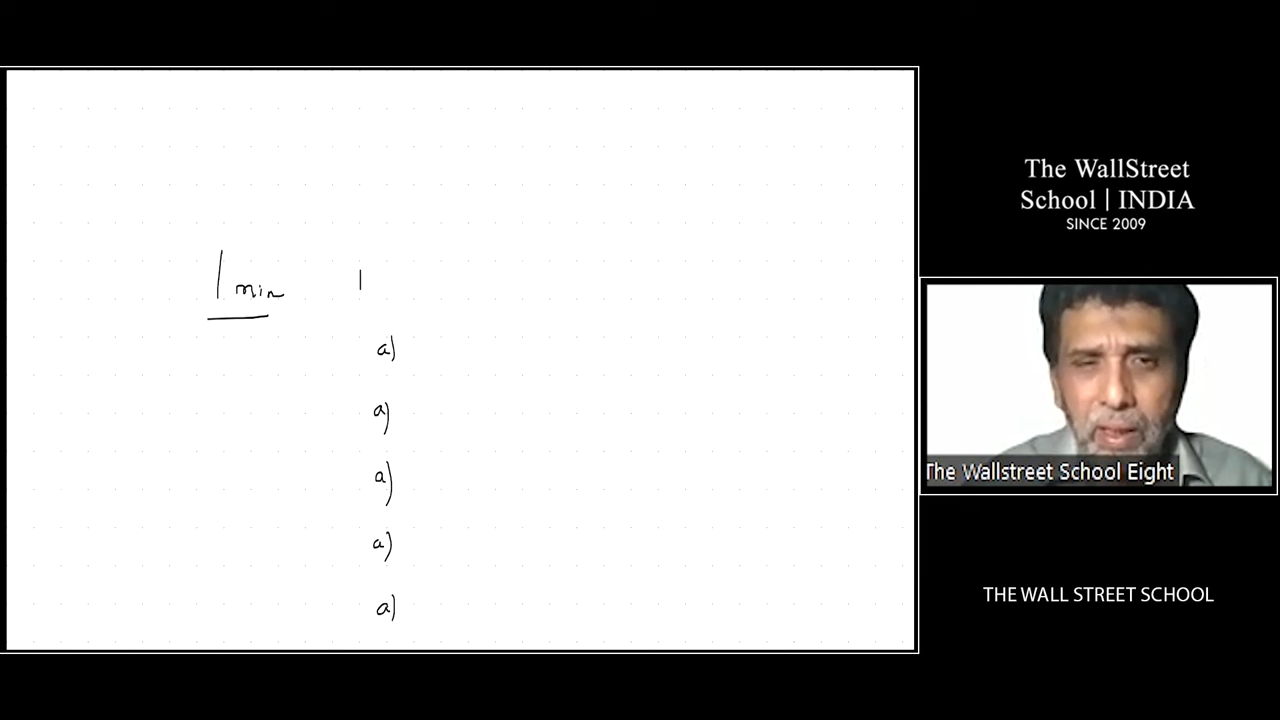 1 min 1
a)
a)
a)
a)
a)
The WallStreet
School | INDIA
SINCE 2009
The Wallstreet School Eight
THE WALL STREET SCHOOL